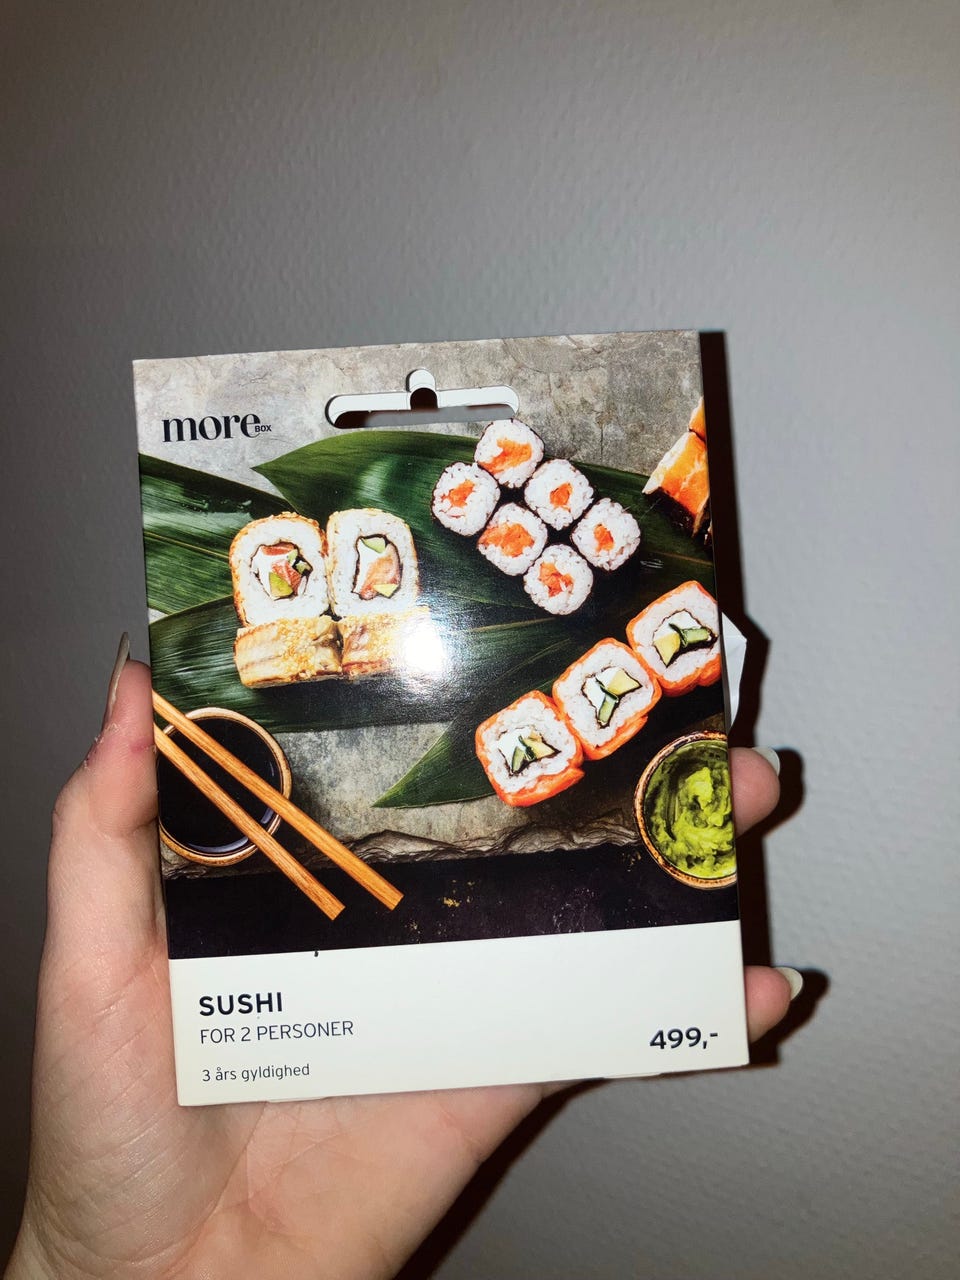 more BOX
SUSHI
FOR 2 PERSONER
3 års gyldighed
499,-